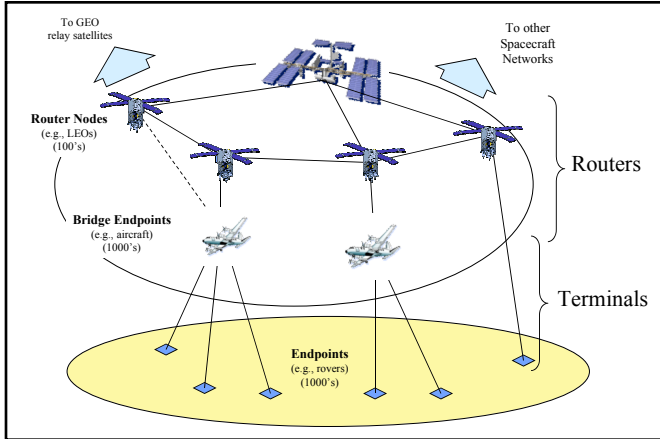 To GEO
relay satellites
To other
Spacecraft
Networks
Router Nodes
(e.g., LEOs)
(100's)
Routers
Bridge Endpoints
(e.g., aircraft)
(1000's)
Terminals
Endpoints
(e.g., rovers)
(1000's)